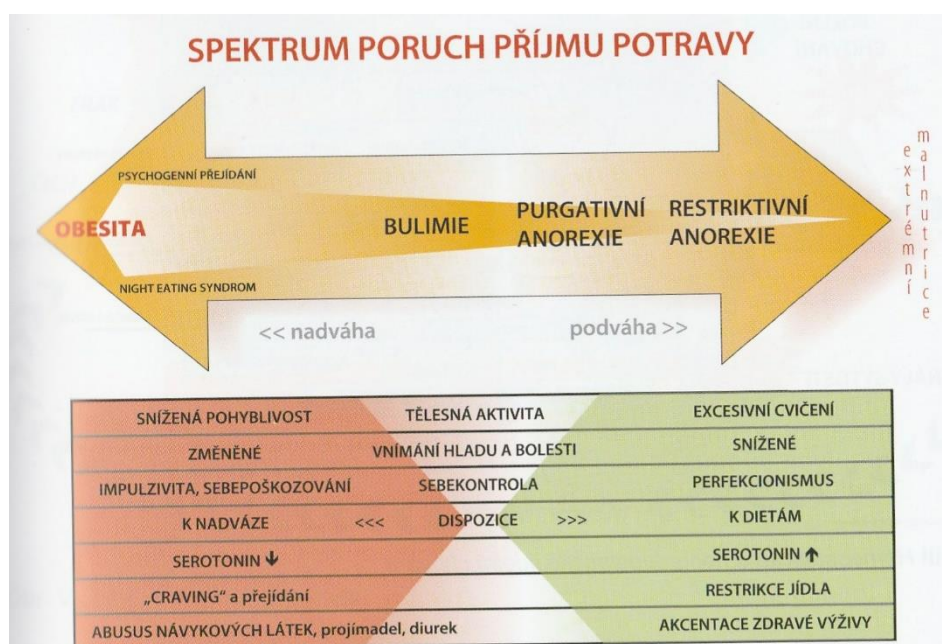 SPEKTRUM PORUCH PŘÍJMU POTRAVY
PSYCHOGENNÍ PŘEJÍDÁNÍ
OBESITA
BULIMIE
PURGATIVNÍ
ANOREXIE
RESTRIKTIVNÍ
ANOREXIE
NIGHT EATING SYNDROM
extrémní
malnutrice
<< nadváha
podváha >>
SNÍŽENÁ POHYBLIVOST TĚLESNÁ AKTIVITA EXCESIVNÍ CVIČENÍ
ZMĚNĚNÉ VNÍMÁNÍ HLADU A BOLESTI SNÍŽENÉ
IMPULZIVITA, SEBEPOŠKOZOVÁNÍ SEBEKONTROLA PERFEKCIONISMUS
K NADVÁZE <<< DISPOZICE >>> K DIETÁM
SEROTONIN ↓ SEROTONIN ↑
„CRAVING“ a přejídání RESTRIKCE JÍDLA
ABUSUS NÁVYKOVÝCH LÁTEK, projímadel, diurek AKCENTACE ZDRAVÉ VÝŽIVY